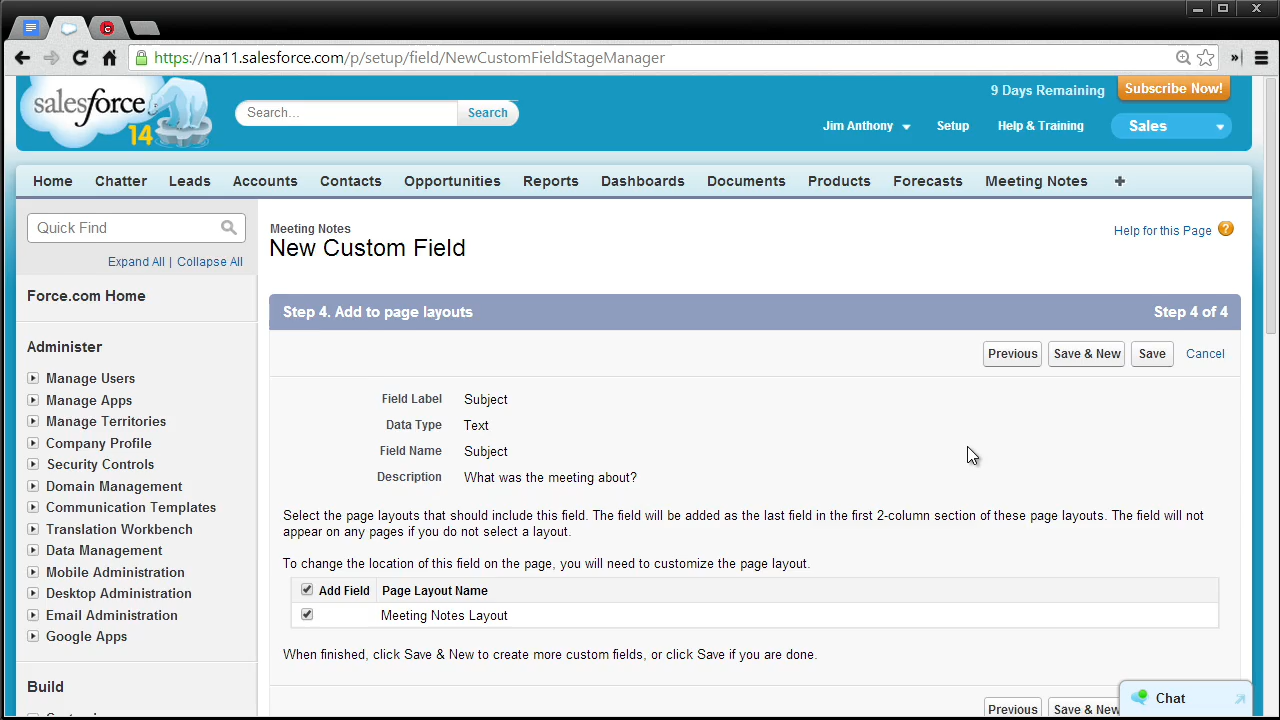 https://na11.salesforce.com/p/setup/field/NewCustomFieldStageManager
salesforce
14
Search...
Search
9 Days Remaining
Subscribe Now!
Jim Anthony
Setup
Help & Training
Sales
Home Chatter Leads Accounts Contacts Opportunities Reports Dashboards Documents Products Forecasts Meeting Notes +
Quick Find
Expand All | Collapse All
Force.com Home
Administer
Manage Users
Manage Apps
Manage Territories
Company Profile
Security Controls
Domain Management
Communication Templates
Translation Workbench
Data Management
Mobile Administration
Desktop Administration
Email Administration
Google Apps
Build
Meeting Notes
New Custom Field
Help for this Page ?
Step 4. Add to page layouts
Step 4 of 4
Previous Save & New Save Cancel
Field Label Subject
Data Type Text
Field Name Subject
Description What was the meeting about?
Select the page layouts that should include this field. The field will be added as the last field in the first 2-column section of these page layouts. The field will not
appear on any pages if you do not select a layout.
To change the location of this field on the page, you will need to customize the page layout.
Add Field Page Layout Name
Meeting Notes Layout
When finished, click Save & New to create more custom fields, or click Save if you are done.
Previous Save & New
Chat